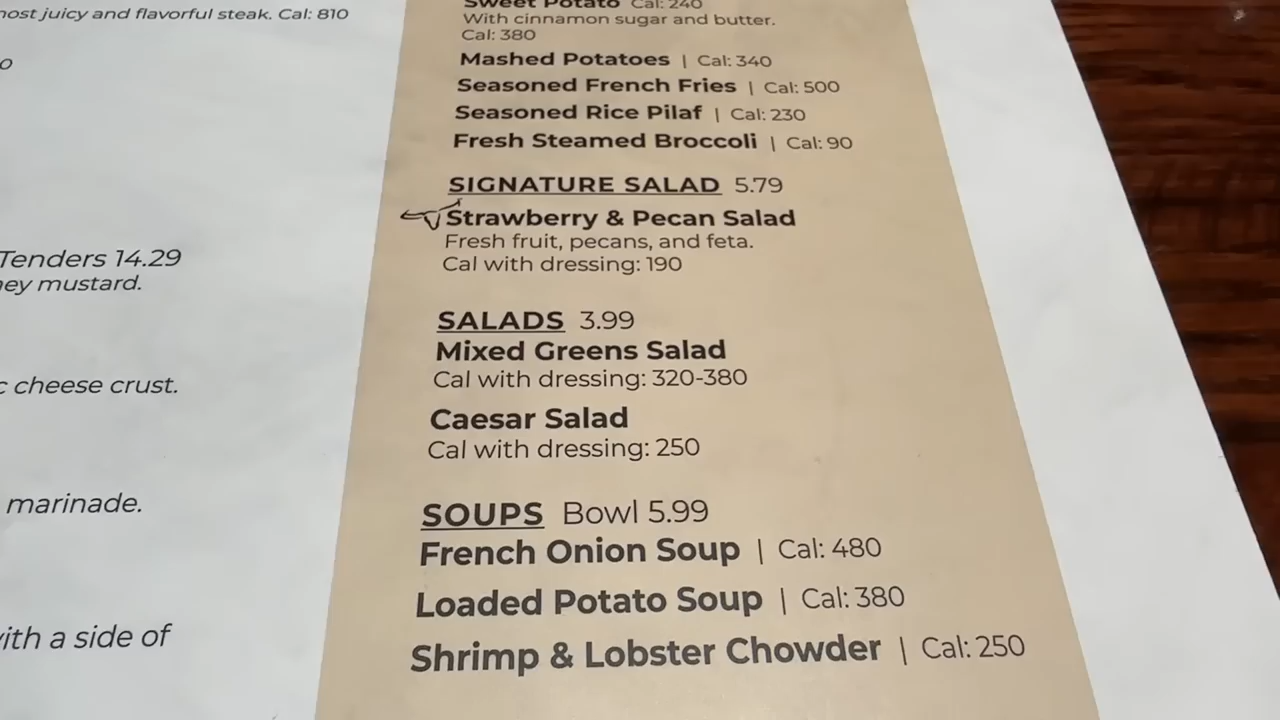 most juicy and flavorful steak. Cal: 810
Tenders 14.29
ey mustard.
cheese crust.
marinade.
with a side of
Sweet Potato Cal: 240
With cinnamon sugar and butter.
Cal: 380
Mashed Potatoes | Cal: 340
Seasoned French Fries | Cal: 500
Seasoned Rice Pilaf | Cal: 230
Fresh Steamed Broccoli | Cal: 90
SIGNATURE SALAD 5.79
Strawberry & Pecan Salad
Fresh fruit, pecans, and feta.
Cal with dressing: 190
SALADS 3.99
Mixed Greens Salad
Cal with dressing: 320-380
Caesar Salad
Cal with dressing: 250
SOUPS Bowl 5.99
French Onion Soup | Cal: 480
Loaded Potato Soup | Cal: 380
Shrimp & Lobster Chowder | Cal: 250